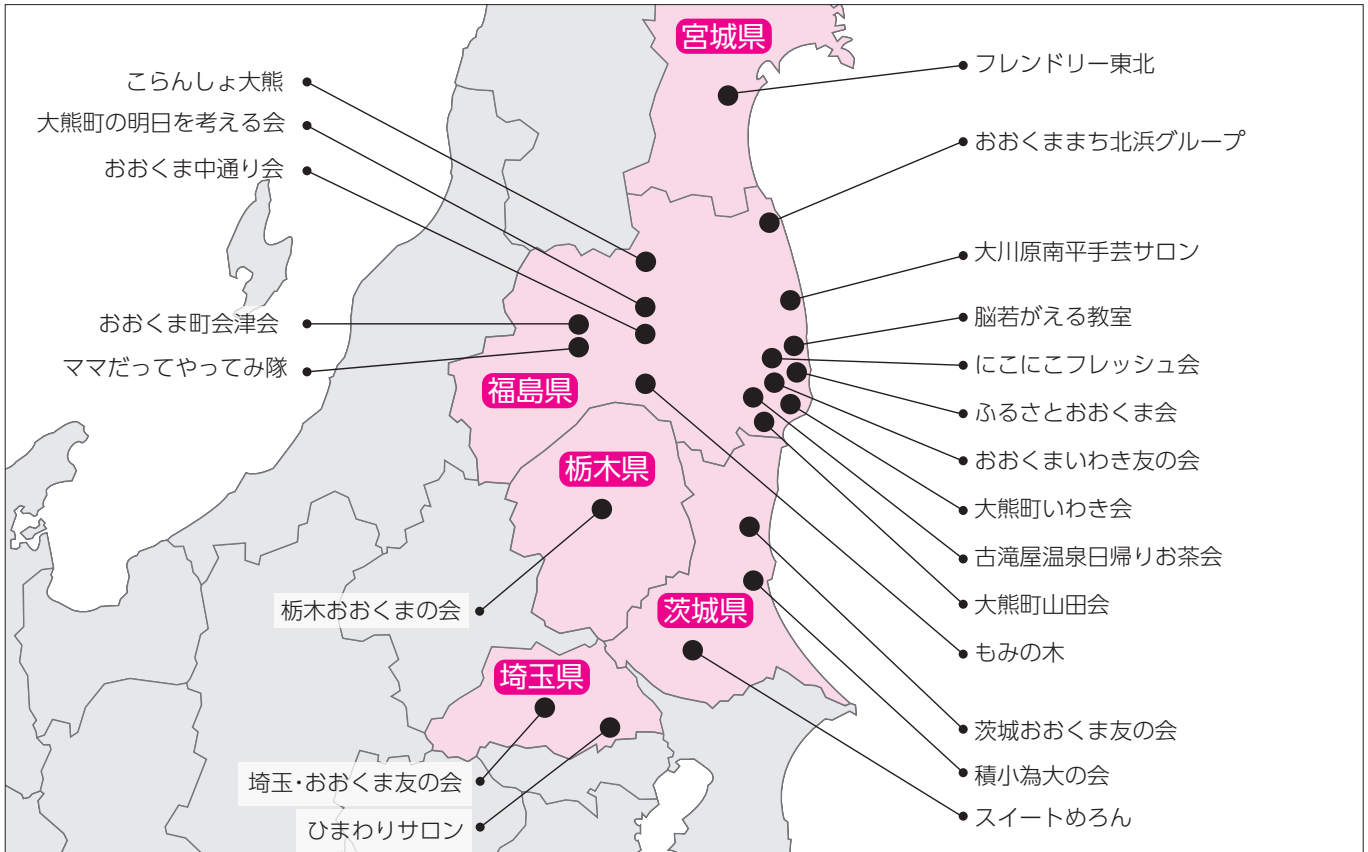 宮城県
こらんしょ大熊
大熊町の明日を考える会
おおくま中通り会
おおくま町会津会
ママだってやってみ隊
福島県
栃木県
栃木おおくまの会
茨城県
埼玉県
埼玉・おおくま友の会
ひまわりサロン
フレンドリー東北
おおくままち北浜グループ
大川原南平手芸サロン
脳若がえる教室
にこにこフレッシュ会
ふるさとおおくま会
おおくまいわき友の会
大熊町いわき会
古滝屋温泉日帰りお茶会
大熊町山田会
もみの木
茨城おおくま友の会
積小為大の会
スイートめろん